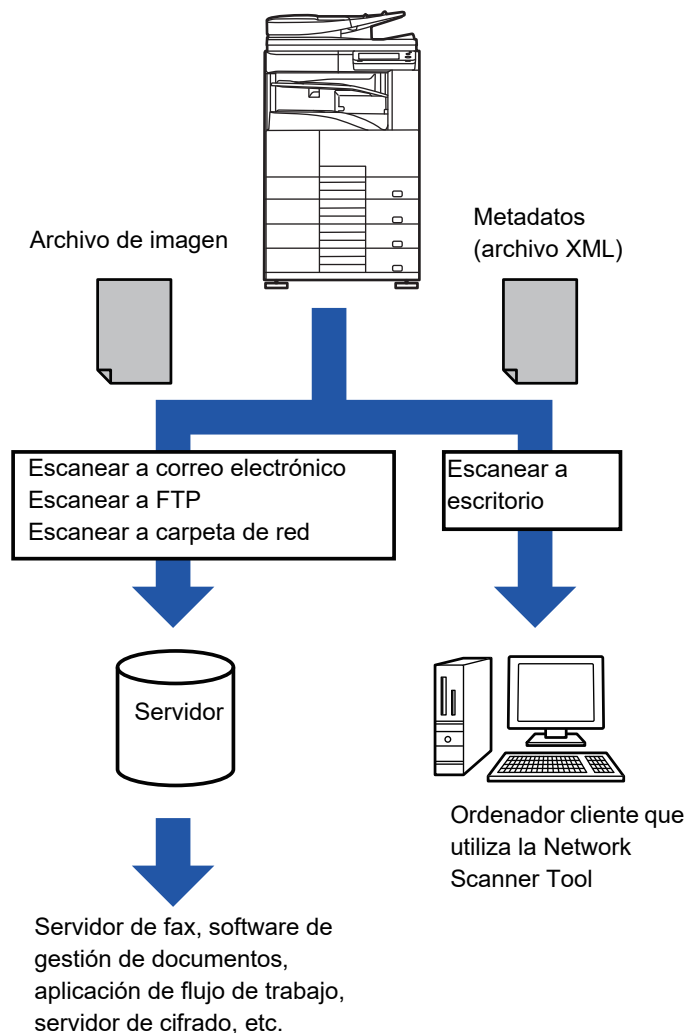 Archivo de imagen
Metadatos
(archivo XML)
Escanear a correo electrónico
Escanear a FTP
Escanear a carpeta de red
Escanear a
escritorio
Servidor
Ordenador cliente que
utiliza la Network
Scanner Tool
Servidor de fax, software de
gestión de documentos,
aplicación de flujo de trabajo,
servidor de cifrado, etc.